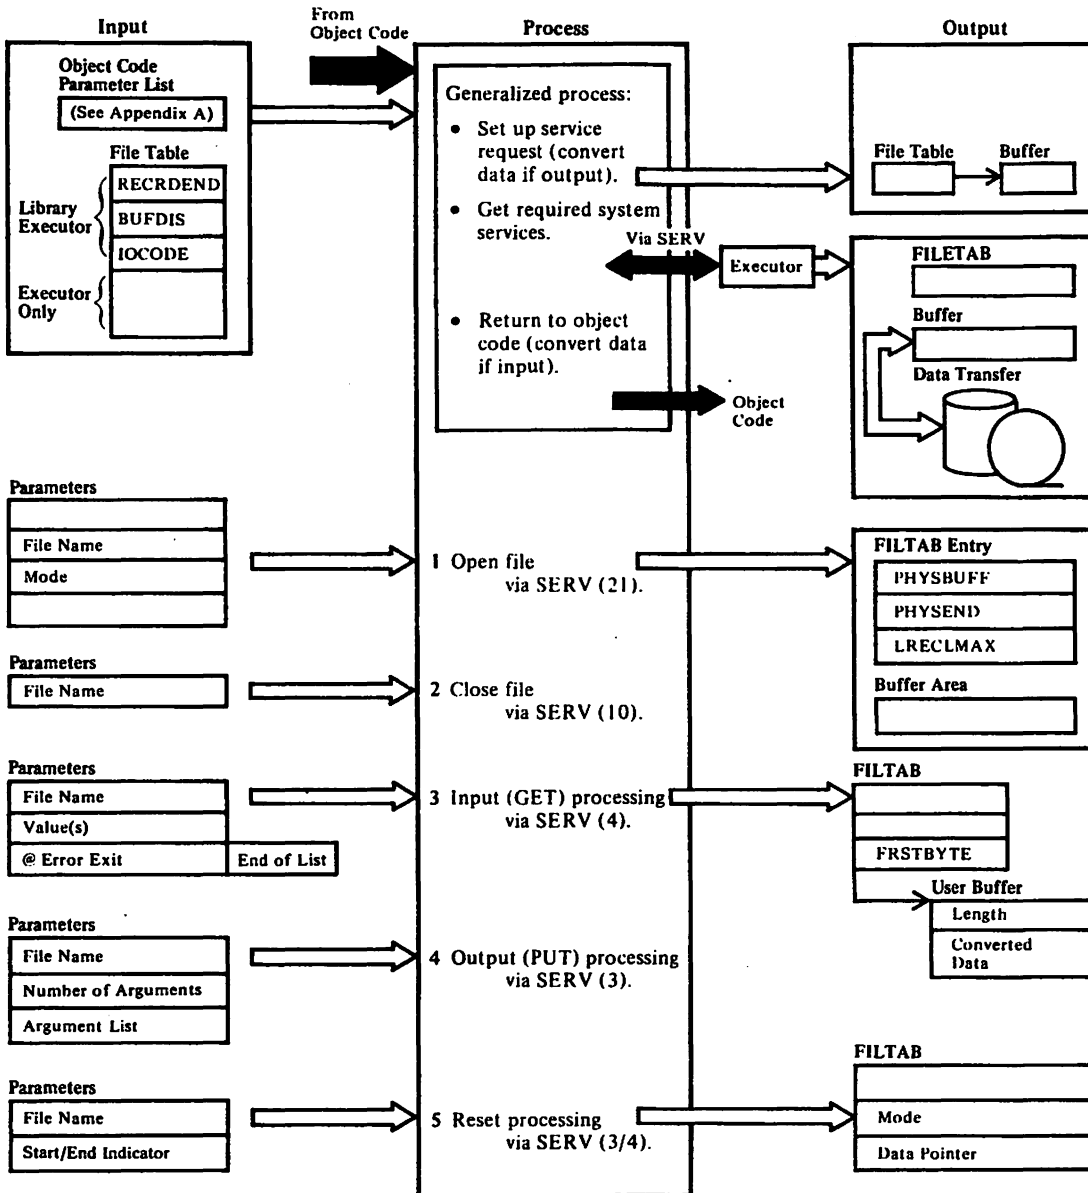 From
Object Code
Input
Process
Output
Object Code
Parameter List
(See Appendix A)
File Table
RECRDEND
BUFDIS
IOCODE
Library
Executor
Executor
Only
Generalized process:
• Set up service
request (convert
data if output).
• Get required system
services.
Via SERV
Executor
• Return to object
code (convert data
if input).
Object
Code
File Table
Buffer
FILETAB
Buffer
Data Transfer
Parameters
File Name
Mode
1 Open file
via SERV (21).
FILTAB Entry
PHYSBUFF
PHYSEND
LRECLMAX
Buffer Area
Parameters
File Name
2 Close file
via SERV (10).
Parameters
File Name
Value(s)
@ Error Exit
End of List
3 Input (GET) processing
via SERV (4).
FILTAB
FRSTBYTE
User Buffer
Length
Converted
Data
Parameters
File Name
Number of Arguments
Argument List
4 Output (PUT) processing
via SERV (3).
Parameters
File Name
Start/End Indicator
5 Reset processing
via SERV (3/4).
FILTAB
Mode
Data Pointer